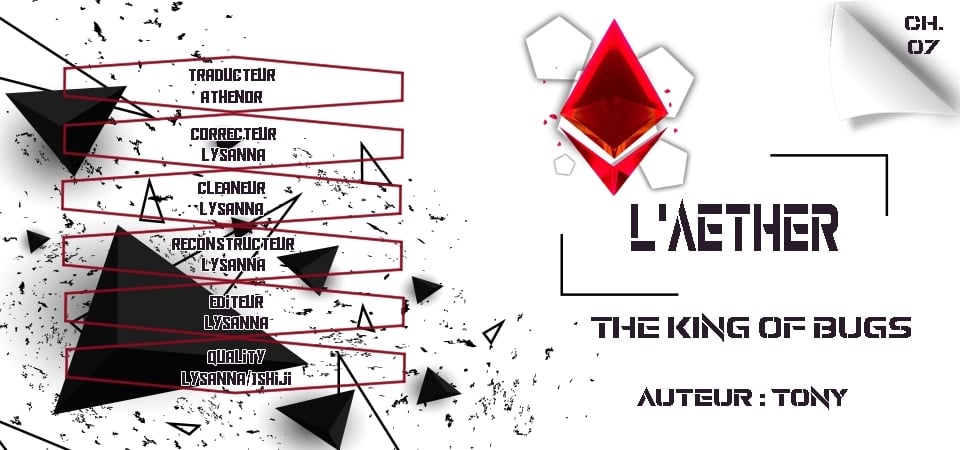 TRADUCTEUR
ATHENOR
CORRECTEUR
LYSANNA
CLEANEUR
LYSANNA
RECONSTRUCTEUR
LYSANNA
EDITEUR
LYSANNA
QUALITY
LYSANNA/ISHIJI
CH.
07
L'AETHER
THE KING OF BUGS
AUTEUR : TONY